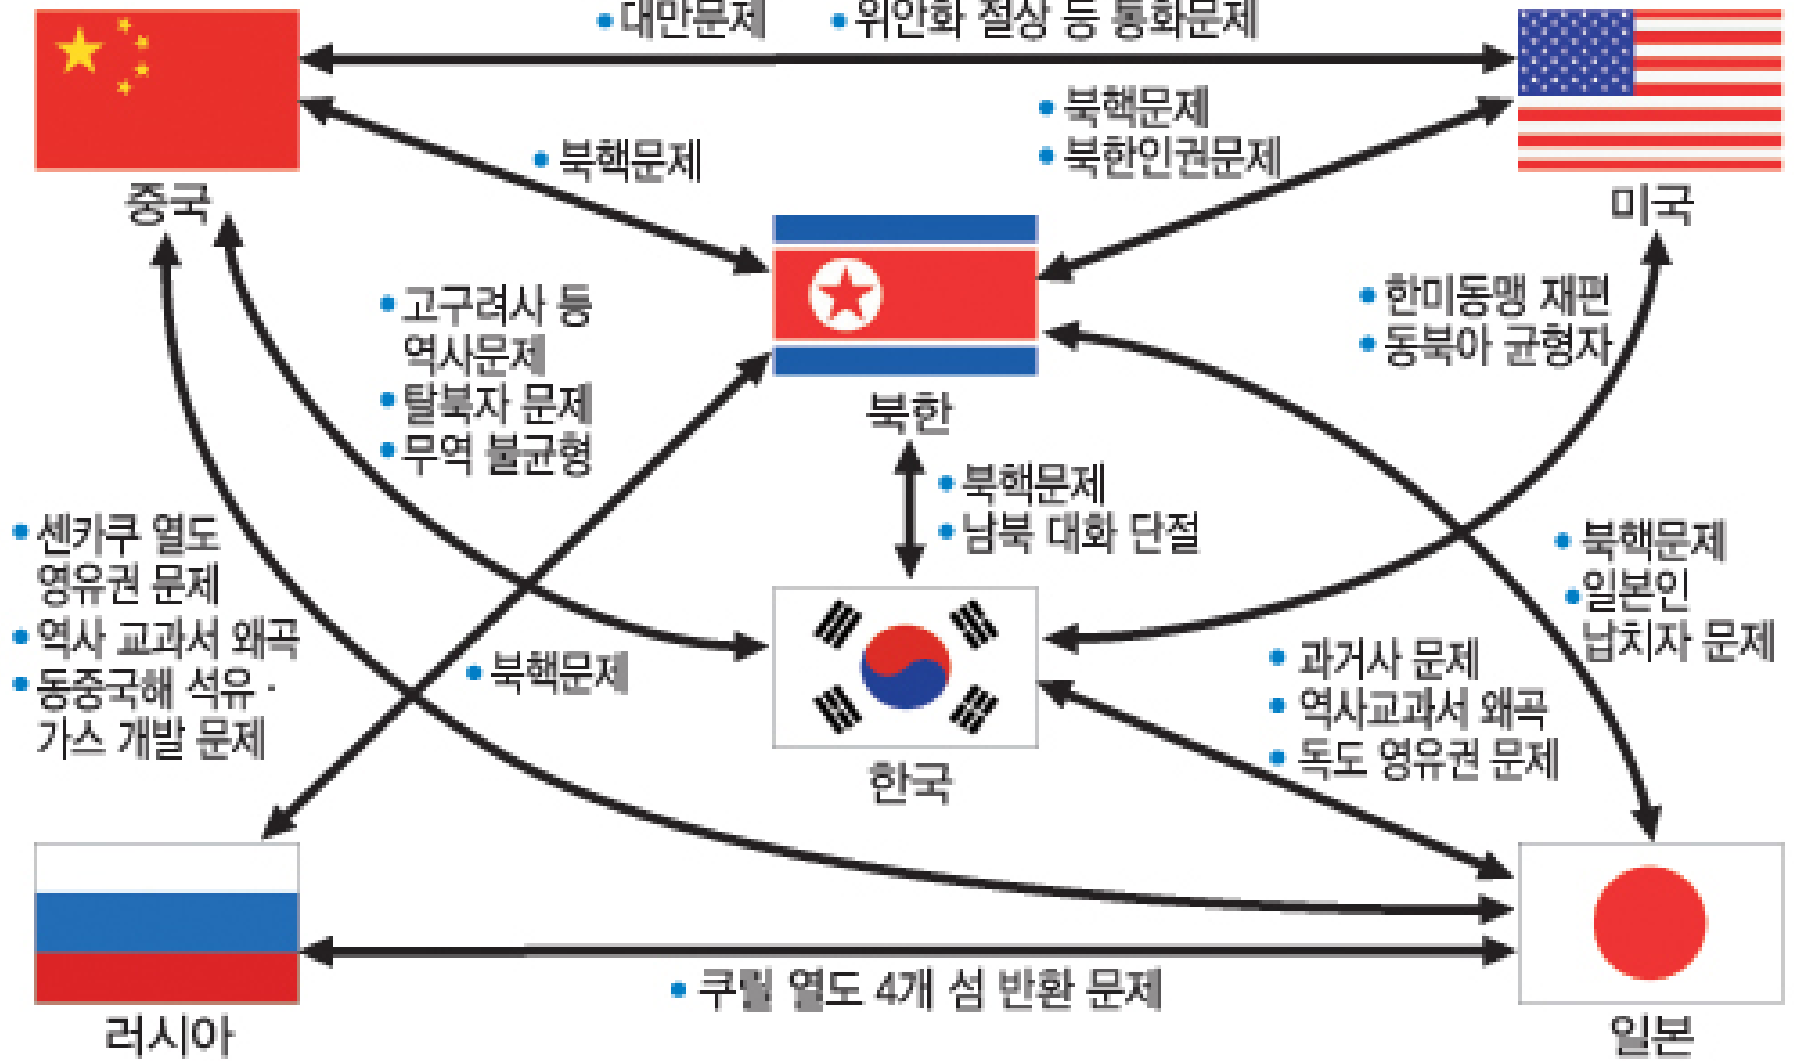 •대만문제 •위안화 절상 등 통화문제
•북핵문제
•북한인권문제
•북핵문제
중국
미국
•고구려사 등
역사문제
•탈북자 문제
•무역 불균형
•한미동맹 재편
•동북아 균형자
북한
•북핵문제
•남북 대화 단절
•센카쿠 열도
영유권 문제
•역사 교과서 왜곡
•동중국해 석유·
가스 개발 문제
•북핵문제
•일본인
납치자 문제
•북핵문제
•과거사 문제
•역사교과서 왜곡
•독도 영유권 문제
한국
•쿠릴 열도 4개 섬 반환 문제
러시아
일본